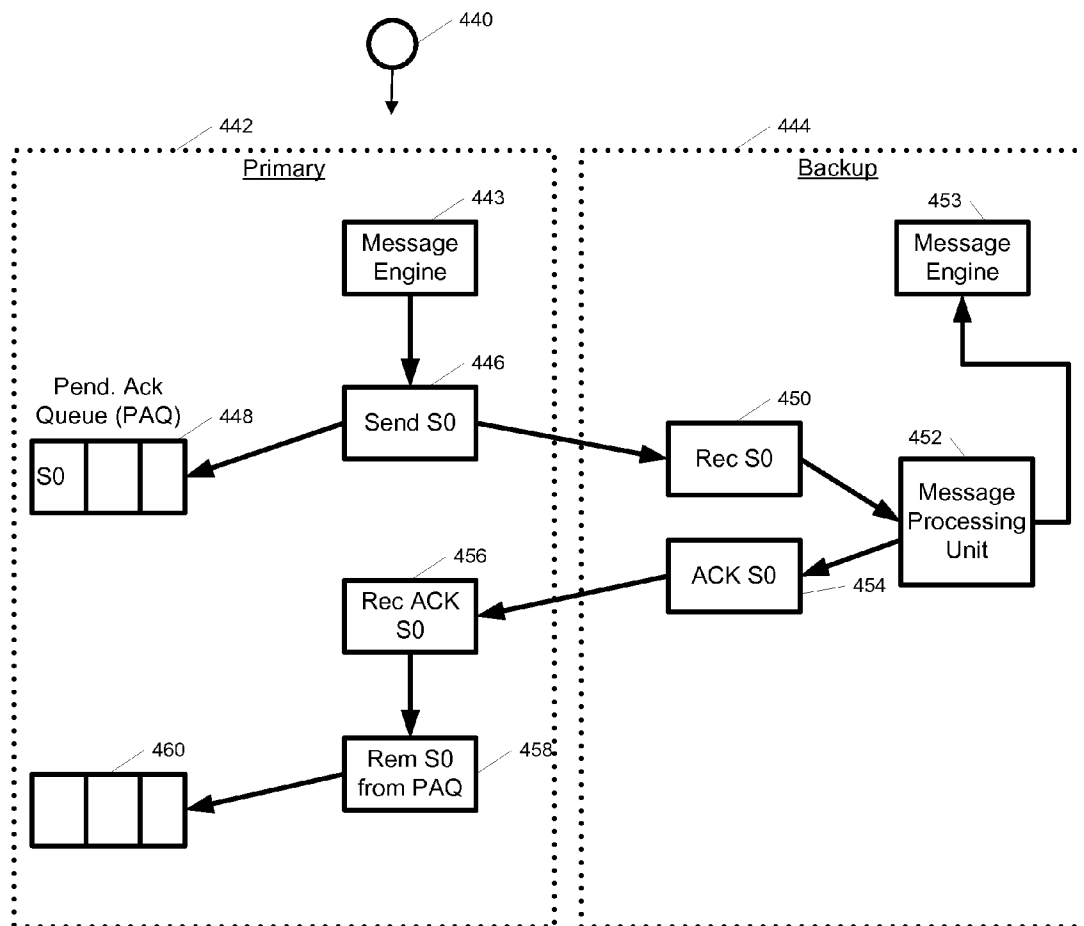 440
442
444
Primary
Backup
443
453
Message
Engine
Message
Engine
446
Pend. Ack
Queue (PAQ)
448
Send S0
450
452
S0
Rec S0
Message
Processing
Unit
456
ACK S0
454
Rec ACK
S0
460
Rem S0
from PAQ
458